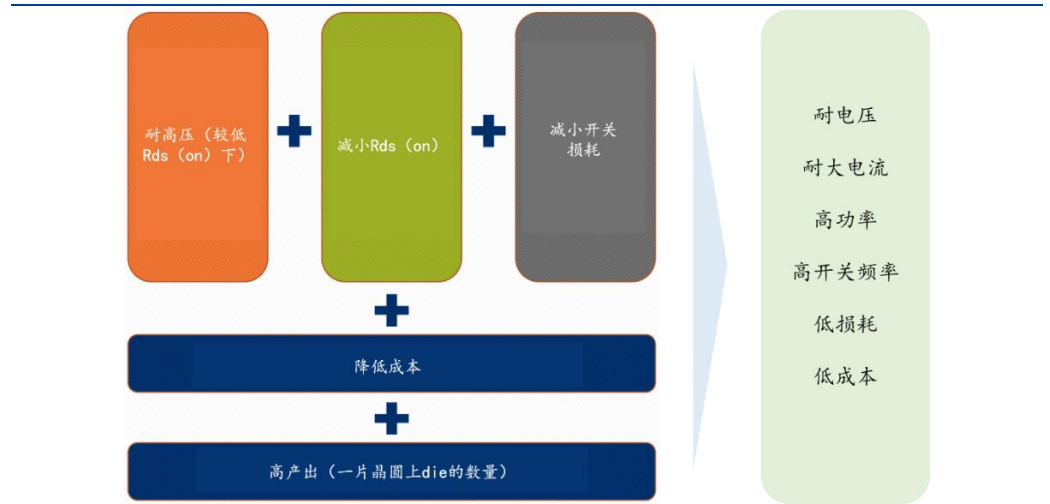 耐高压（较低
Rds（on）下）
减小Rds（on）
减小开关
损耗
降低成本
高产出（一片晶圆上die的数量）
耐电压
耐大电流
高功率
高开关频率
低损耗
低成本